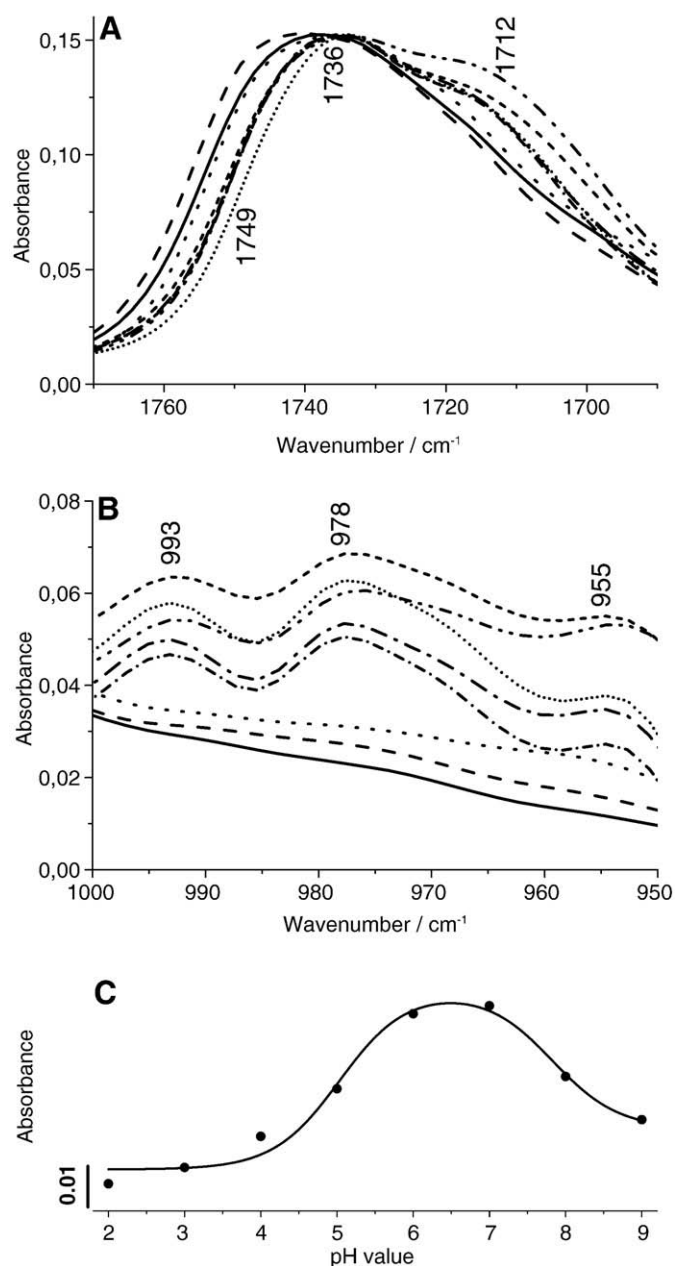 A
0,15
0,10
0,05
0,00
Absorbance
1749
1736
1712
1760 1740 1720 1700
Wavenumber / cm⁻¹
B
0,08
0,06
0,04
0,02
0,00
Absorbance
993
978
955
1000 990 980 970 960 950
Wavenumber / cm⁻¹
C
Absorbance
0.01
2 3 4 5 6 7 8 9
pH value